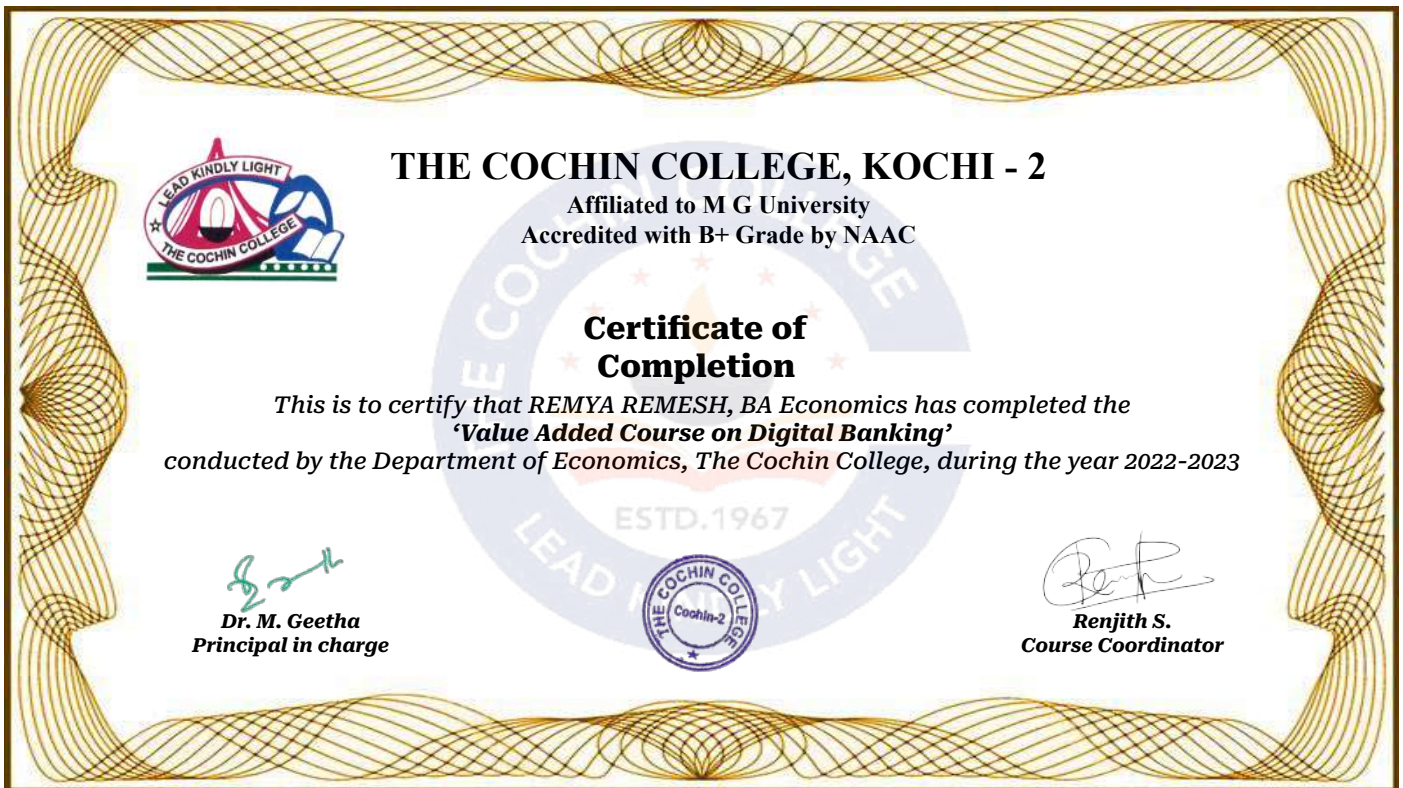 LEAD KINDLY LIGHT
THE COCHIN COLLEGE
THE COCHIN COLLEGE, KOCHI - 2
Affiliated to M G University
Accredited with B+ Grade by NAAC
THE COCHIN COLLEGE
Certificate of
Completion
This is to certify that REMYA REMESH, BA Economics has completed the
‘Value Added Course on Digital Banking’
conducted by the Department of Economics, The Cochin College, during the year 2022-2023
ESTD.1967
LEAD KINDLY LIGHT
Dr. M. Geetha
Principal in charge
THE COCHIN COLLEGE
Cochin-2
Renjith S.
Course Coordinator